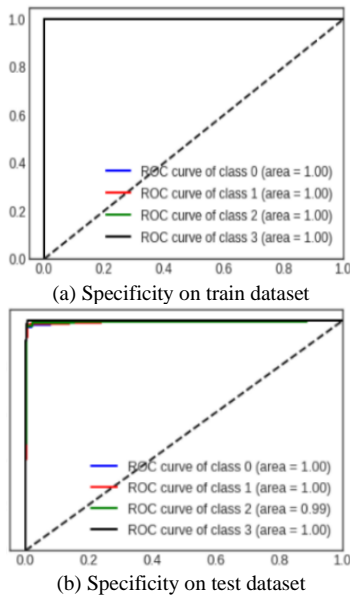 1.0
0.8
0.6
0.4
0.2
0.0
ROC curve of class 0 (area = 1.00)
ROC curve of class 1 (area = 1.00)
ROC curve of class 2 (area = 1.00)
ROC curve of class 3 (area = 1.00)
0.0 0.2 0.4 0.6 0.8 1.0
(a) Specificity on train dataset
ROC curve of class 0 (area = 1.00)
ROC curve of class 1 (area = 1.00)
ROC curve of class 2 (area = 0.99)
ROC curve of class 3 (area = 1.00)
0.0 0.2 0.4 0.6 0.8 1.0
(b) Specificity on test dataset